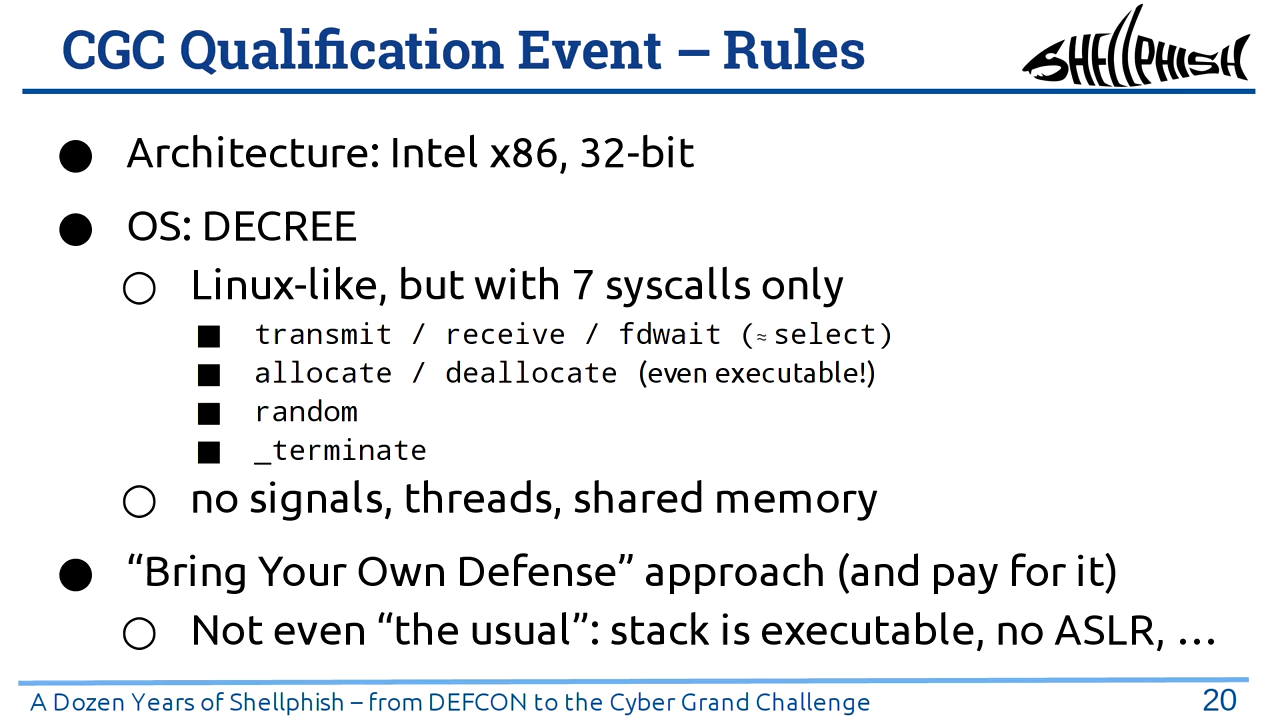 CGC Qualification Event – Rules
SHELLPHISH
● Architecture: Intel x86, 32-bit
● OS: DECREE
○ Linux-like, but with 7 syscalls only
■ transmit / receive / fdwait (≈ select)
■ allocate / deallocate (even executable!)
■ random
■ _terminate
○ no signals, threads, shared memory
● “Bring Your Own Defense” approach (and pay for it)
○ Not even “the usual”: stack is executable, no ASLR, …
A Dozen Years of Shellphish – from DEFCON to the Cyber Grand Challenge
20